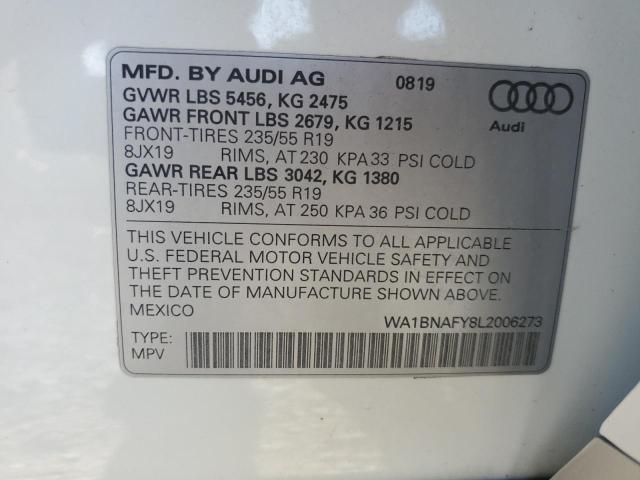 MFD. BY AUDI AG 0819
GVWR LBS 5456, KG 2475
GAWR FRONT LBS 2679, KG 1215
FRONT-TIRES 235/55 R19
8JX19 RIMS, AT 230 KPA 33 PSI COLD
GAWR REAR LBS 3042, KG 1380
REAR-TIRES 235/55 R19
8JX19 RIMS, AT 250 KPA 36 PSI COLD
Audi
THIS VEHICLE CONFORMS TO ALL APPLICABLE
U.S. FEDERAL MOTOR VEHICLE SAFETY AND
THEFT PREVENTION STANDARDS IN EFFECT ON
THE DATE OF MANUFACTURE SHOWN ABOVE.
MEXICO WA1BNAFY8L2006273
TYPE:
MPV